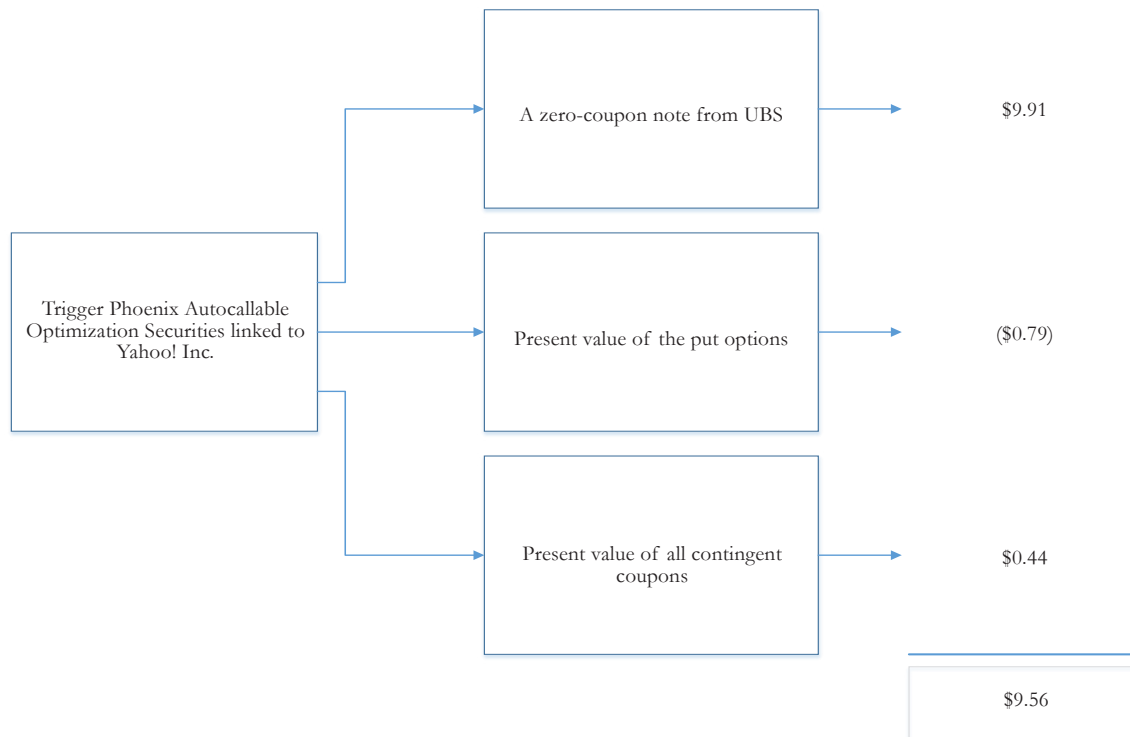 A zero-coupon note from UBS
$9.91
Trigger Phoenix Autocallable
Optimization Securities linked to
Yahoo! Inc.
Present value of the put options
($0.79)
Present value of all contingent
coupons
$0.44
$9.56